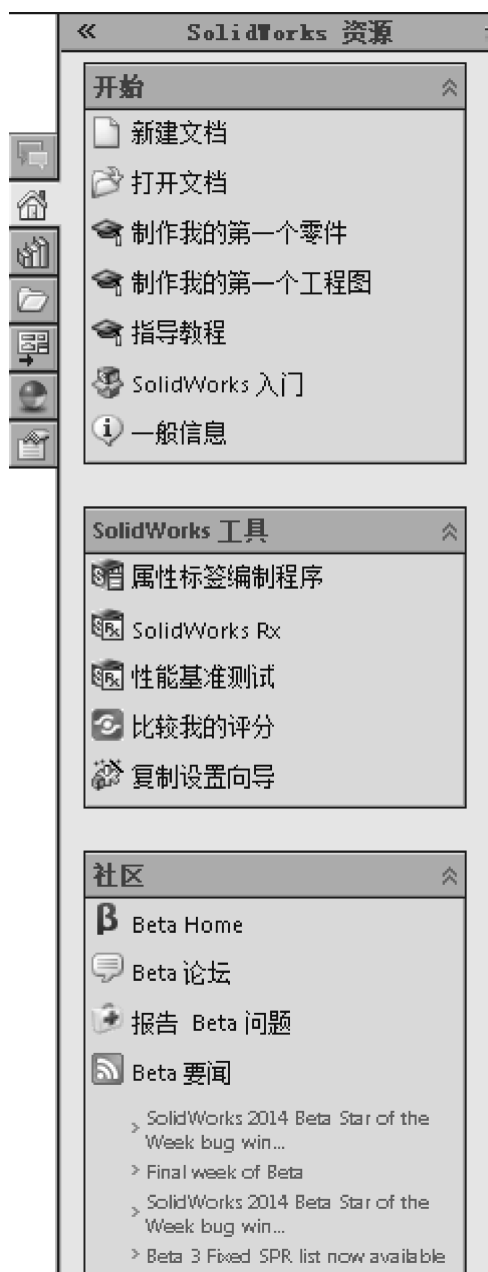 « SolidWorks 资源
开始
新建文档
打开文档
制作我的第一个零件
制作我的第一个工程图
指导教程
SolidWorks 入门
一般信息
SolidWorks 工具
属性标签编制程序
SolidWorks Rx
性能基准测试
比较我的评分
复制设置向导
社区
Beta Home
Beta 论坛
报告 Beta 问题
Beta 要闻
SolidWorks 2014 Beta Star of the
Week bug win...
Final week of Beta
SolidWorks 2014 Beta Star of the
Week bug win...
Beta 3 Fixed SPR list now available